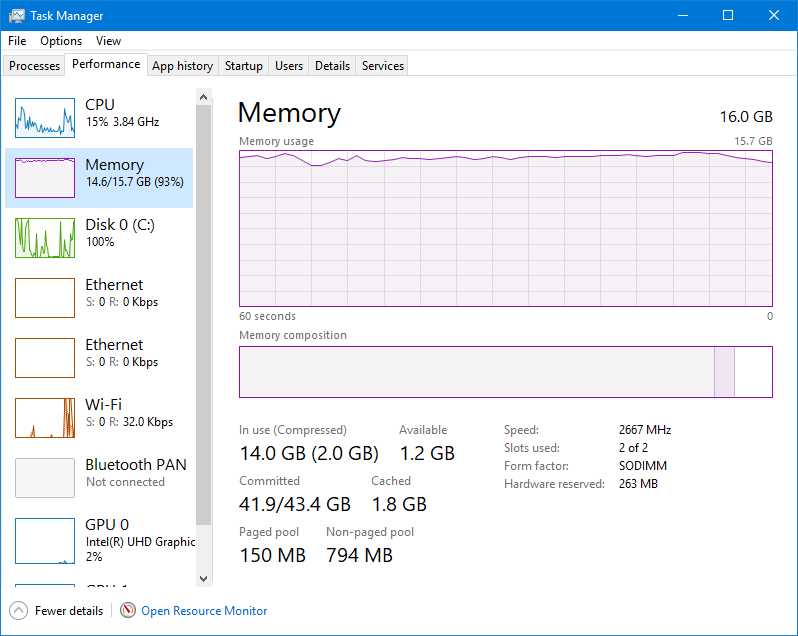 Task Manager
File Options View
Processes Performance App history Startup Users Details Services
CPU
15% 3.84 GHz
Memory
14.6/15.7 GB (93%)
Disk 0 (C:)
100%
Ethernet
S: 0 R: 0 Kbps
Ethernet
S: 0 R: 0 Kbps
Wi-Fi
S: 0 R: 32.0 Kbps
Bluetooth PAN
Not connected
GPU 0
Intel(R) UHD Graphic
2%
Memory 16.0 GB
Memory usage 15.7 GB
60 seconds 0
Memory composition
In use (Compressed) Available
14.0 GB (2.0 GB) 1.2 GB
Committed Cached
41.9/43.4 GB 1.8 GB
Paged pool Non-paged pool
150 MB 794 MB
Speed: 2667 MHz
Slots used: 2 of 2
Form factor: SODIMM
Hardware reserved: 263 MB
Fewer details Open Resource Monitor